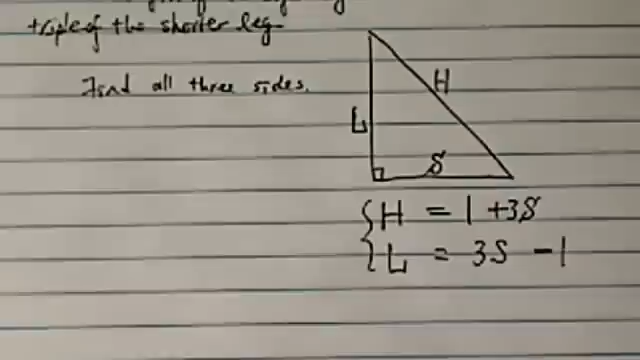 triple of the shorter leg.
Find all three sides.
H
L
S
H = 1 + 3S
L = 3S - 1